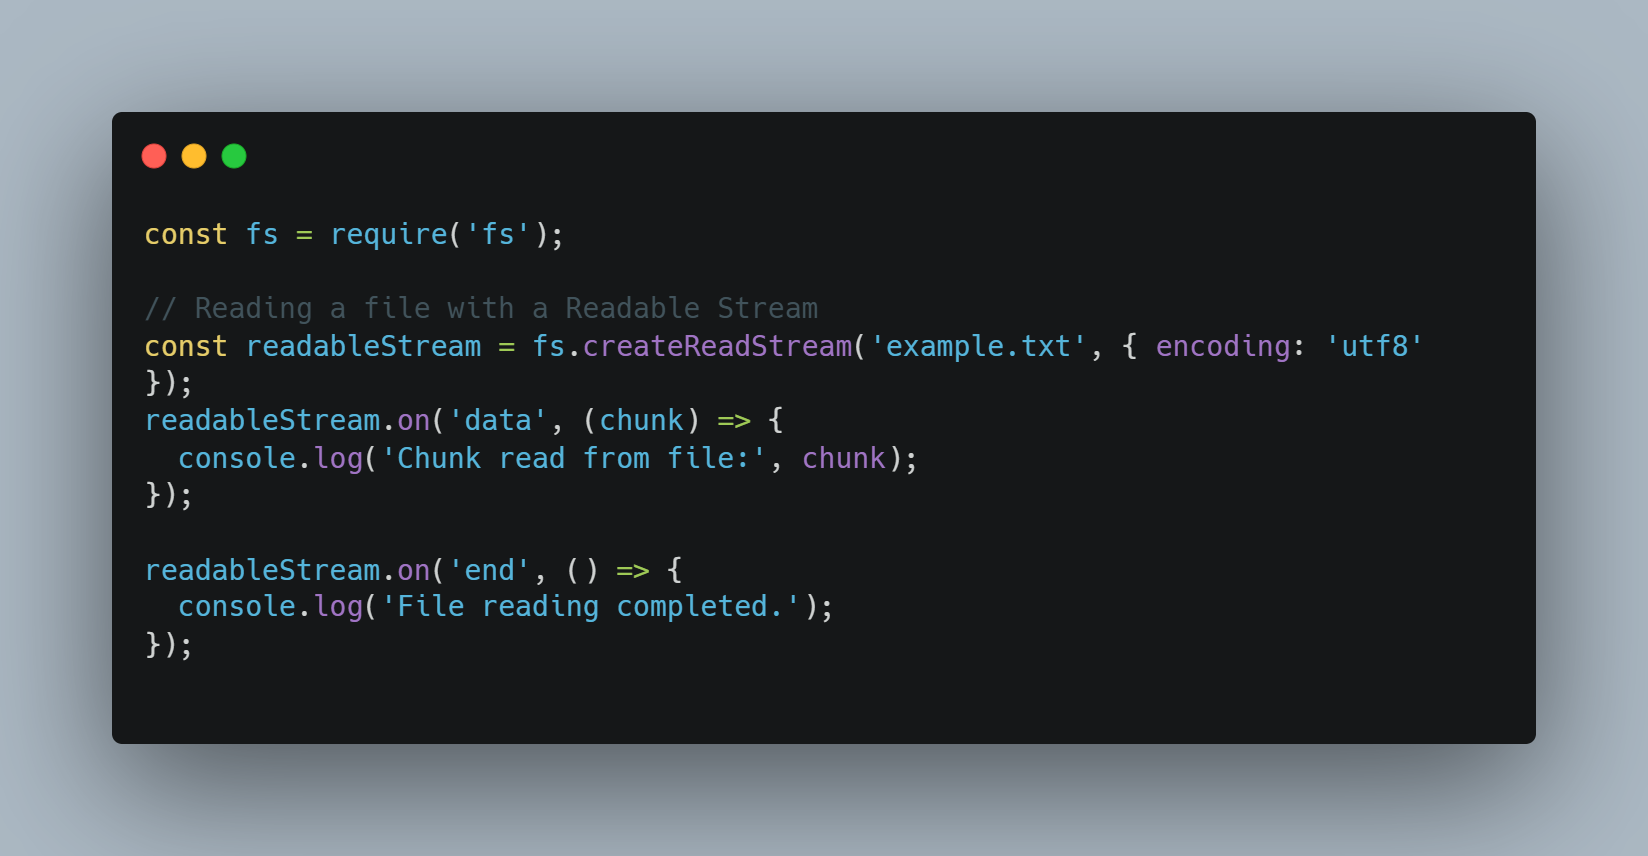 const fs = require('fs');

// Reading a file with a Readable Stream
const readableStream = fs.createReadStream('example.txt', { encoding: 'utf8'
});
readableStream.on('data', (chunk) => {
  console.log('Chunk read from file:', chunk);
});

readableStream.on('end', () => {
  console.log('File reading completed.');
});